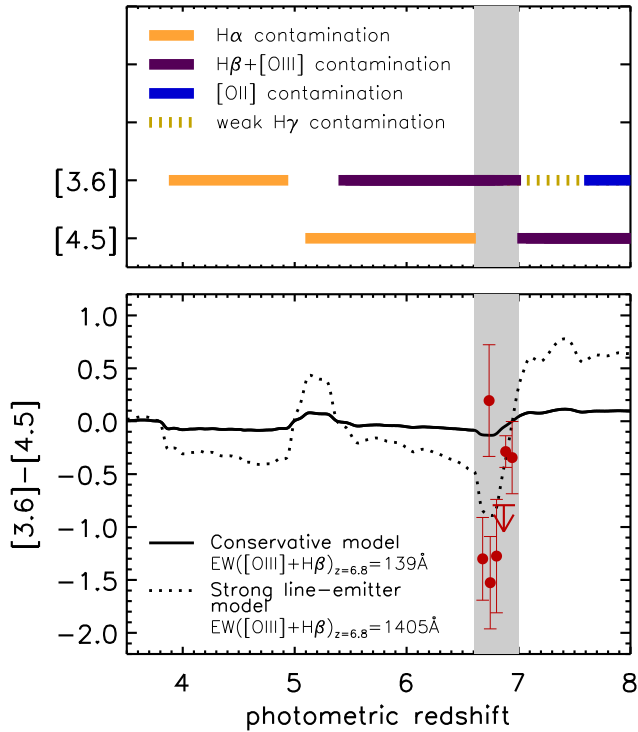 Hα contamination
Hβ+[OIII] contamination
[OII] contamination
weak Hγ contamination
[3.6]
[4.5]
1.0
0.5
0.0
−0.5
−1.0
−1.5
−2.0
[3.6]−[4.5]
Conservative model
EW([OIII]+Hβ)z=6.8=139Å
Strong line−emitter
model
EW([OIII]+Hβ)z=6.8=1405Å
4 5 6 7 8
photometric redshift